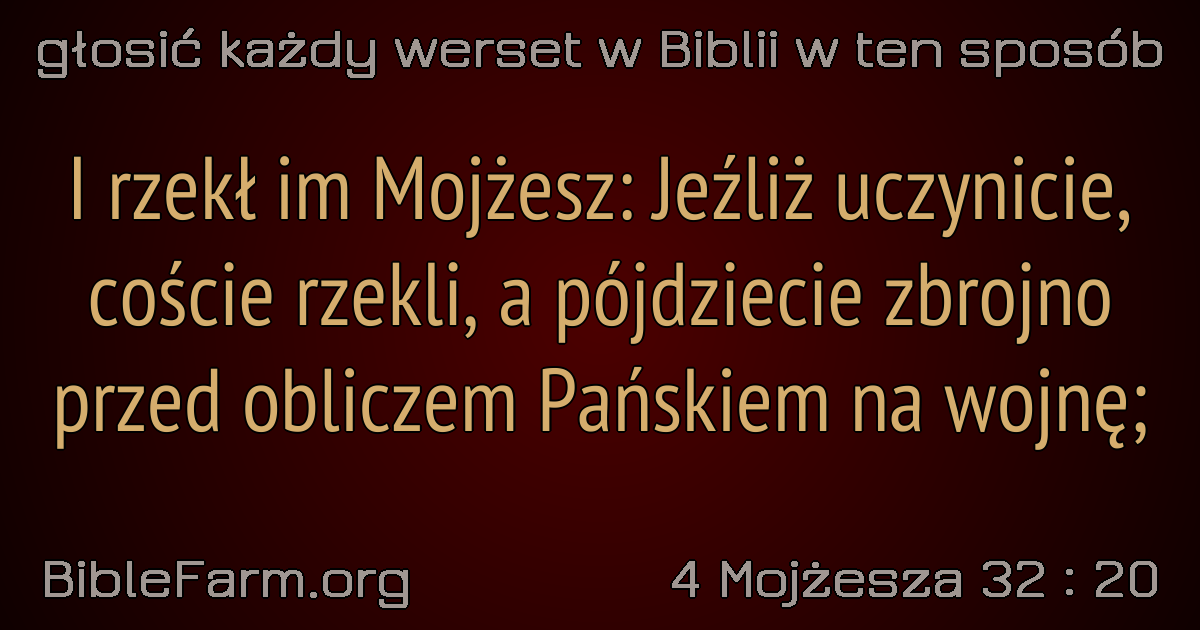 głosić każdy werset w Biblii w ten sposób
I rzekł im Mojżesz: Jeźliż uczynicie,
coście rzekli, a pójdziecie zbrojno
przed obliczem Pańskiem na wojnę;
BibleFarm.org
4 Mojżesza 32 : 20